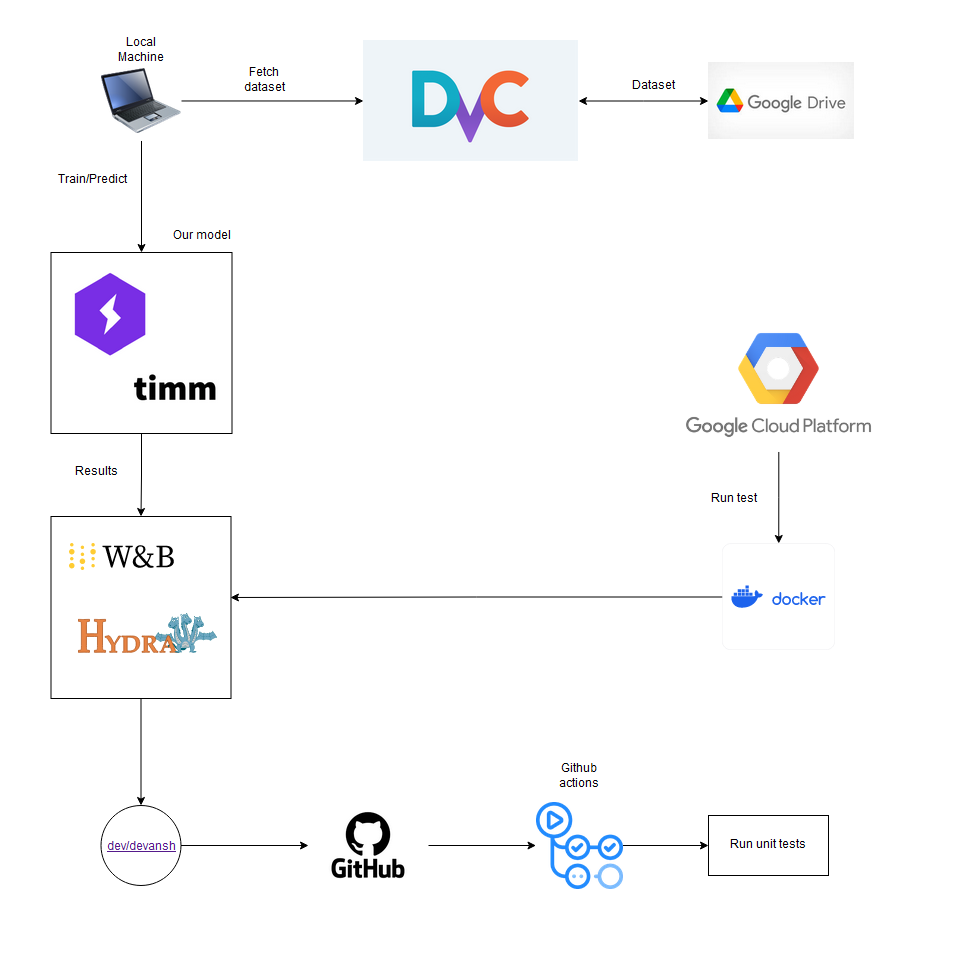 Local
Machine
Fetch
dataset
DVC
Dataset
Google Drive
Train/Predict
Our model
timm
Google Cloud Platform
Results
Run test
W&B
docker
HYDRA
Github
actions
dev/devansh
GitHub
Run unit tests